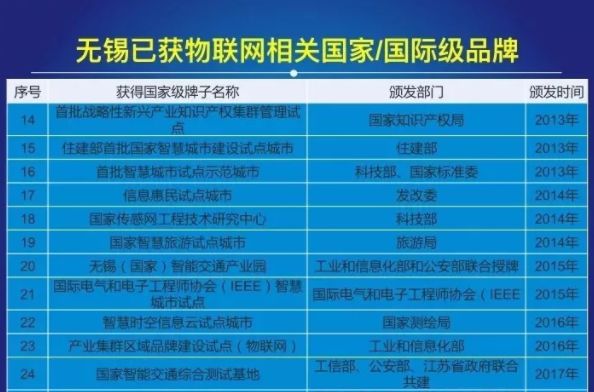 无锡已获物联网相关国家/国际级品牌
序号 获得国家级牌子名称 颁发部门 颁发时间
14 首批战略性新兴产业知识产权集群管理试点 国家知识产权局 2013年
15 住建部首批国家智慧城市建设试点城市 住建部 2013年
16 首批智慧城市试点示范城市 科技部、国家标准委 2013年
17 信息惠民试点城市 发改委 2014年
18 国家传感网工程技术研究中心 科技部 2014年
19 国家智慧旅游试点城市 旅游局 2014年
20 无锡（国家）智能交通产业园 工业和信息化部和公安部联合授牌 2015年
21 国际电气和电子工程师协会（IEEE）智慧城市试点 国际电气和电子工程师协会（IEEE 2015年
22 智慧时空信息云试点城市 国家测绘局 2016年
23 产业集群区域品牌建设试点（物联网） 工业和信息化部 2016年
24 国家智能交通综合测试基地 工信部、公安部、江苏省政府联合共建 2017年